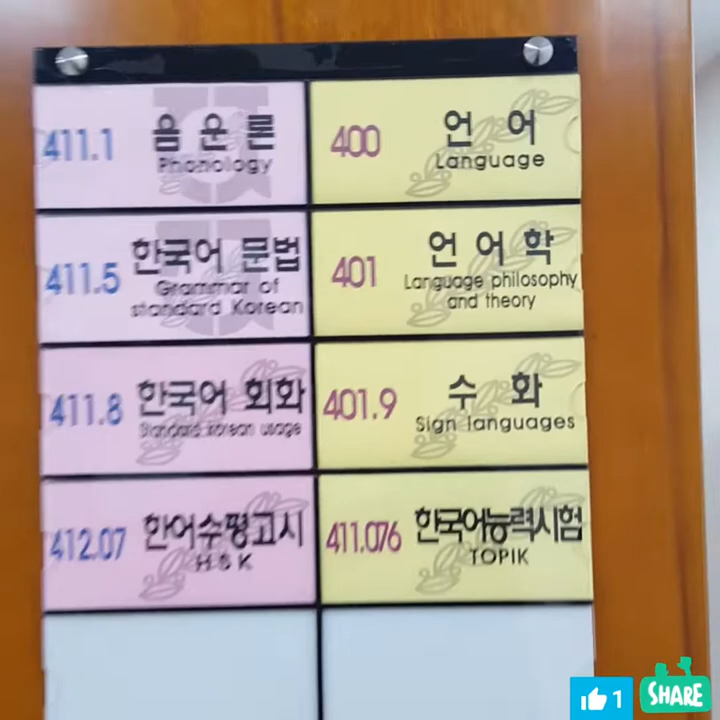 411.1
음운론
Phonology
400
언 어
Language
411.5
한국어 문법
Grammar of
standard Korean
401
언어학
Language philosophy
and theory
411.8
한국어 회화
Standard korean usage
401.9
수 화
Sign languages
412.07
한어수평고시
HSK
411.076
한국어능력시험
TOPIK
1
SHARE